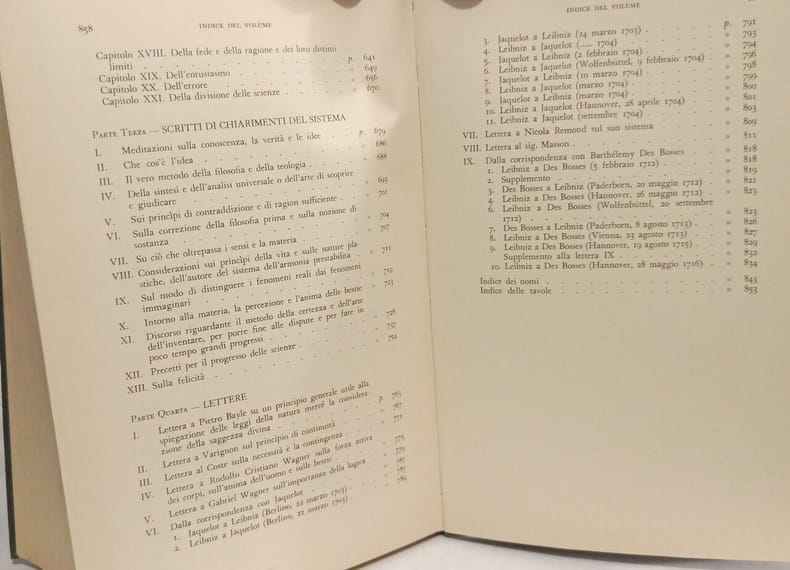 858
INDICE DEL VOLUME
Capitolo XVIII. Della fede e della ragione e dei loro distinti
limiti . . . . . . . . . . p. 641
Capitolo XIX. Dell'entusiasmo . . . . . . » 649
Capitolo XX. Dell'errore . . . . . . . » 656
Capitolo XXI. Della divisione delle scienze . . . . » 670
PARTE TERZA — SCRITTI DI CHIARIMENTI DEL SISTEMA
I. Meditazioni sulla conoscenza, la verità e le idee . p. 679
II. Che cos'è l'idea . . . . . . . » 686
III. Il vero metodo della filosofia e della teologia . . » 688
IV. Della sintesi e dell'analisi universale o dell'arte di scoprire
e giudicare . . . . . . . . » 693
V. Sui principi di contraddizione e di ragion sufficiente . » 701
VI. Sulla correzione della filosofia prima e sulla nozione di
sostanza . . . . . . . . » 704
VII. Su ciò che oltrepassa i sensi e la materia . . . » 707
VIII. Considerazioni sui principi della vita e sulle nature pla-
stiche, dell'autore del sistema dell'armonia prestabilita . » 711
IX. Sul modo di distinguere i fenomeni reali dai fenomeni
immaginari . . . . . . . . » 719
X. Intorno alla materia, la percezione e l'anima delle bestie » 723
XI. Discorso riguardante il metodo della certezza e dell'arte
dell'inventare, per porre fine alle dispute e per fare in
poco tempo grandi progressi . . . . . » 728
XII. Precetti per il progresso delle scienze . . . . » 737
XIII. Sulla felicità . . . . . . . . » 754
PARTE QUARTA — LETTERE
I. Lettera a Pietro Bayle su un principio generale utile alla
spiegazione delle leggi della natura mercé la considera-
zione della saggezza divina . . . . . p. 763
II. Lettera a Varignon sul principio di continuità . . » 767
III. Lettera al Coste sulla necessità e la contingenza . . » 771
IV. Lettera a Rodolfo Cristiano Wagner sulla forza attiva
dei corpi, sull'anima dell'uomo e sulle bestie . . » 775
V. Lettera a Gabriel Wagner sull'importanza della logica . » 779
VI. Dalla corrispondenza con Jaquelot . . . . » 787
1. Jaquelot a Leibniz (Berlino, 22 marzo 1703) . . » 787
2. Leibniz a Jaquelot (Berlino, 22 marzo 1703) . . » 789
INDICE DEL VOLUME
3. Jaquelot a Leibniz (24 marzo 1703) . . . . p. 791
4. Leibniz a Jaquelot (..... 1704) . . . . . » 793
5. Jaquelot a Leibniz (2 febbraio 1704) . . . . » 794
6. Leibniz a Jaquelot (Wolfenbüttel, 9 febbraio 1704) . » 796
7. Jaquelot a Leibniz (10 marzo 1704) . . . . » 798
8. Leibniz a Jaquelot (marzo 1704) . . . . » 799
9. Jaquelot a Leibniz (marzo 1704) . . . . » 800
10. Leibniz a Jaquelot (Hannover, 28 aprile 1704) . . » 801
11. Leibniz a Jaquelot (settembre 1704) . . . . » 803
VII. Lettera a Nicola Remond sul suo sistema . . . » 809
VIII. Lettera al sig. Masson . . . . . . » 811
IX. Dalla corrispondenza con Barthélemy Des Bosses . . » 818
1. Leibniz a Des Bosses (5 febbraio 1712) . . . » 818
2. Supplemento . . . . . . . . » 819
3. Des Bosses a Leibniz (Paderborn, 20 maggio 1712) . » 821
4. Leibniz a Des Bosses (Hannover, 26 maggio 1712) . » 823
6. Leibniz a Des Bosses (Wolfenbüttel, 20 settembre
1712) . . . . . . . . . » 823
7. Des Bosses a Leibniz (Paderborn, 8 agosto 1713) . » 826
8. Leibniz a Des Bosses (Vienna, 23 agosto 1713) . . » 827
9. Leibniz a Des Bosses (Hannover, 19 agosto 1715) . » 829
Supplemento alla lettera IX . . . . . » 832
10. Leibniz a Des Bosses (Hannover, 28 maggio 1716) . » 834
Indice dei nomi . . . . . . . . » 843
Indice delle tavole . . . . . . . » 853